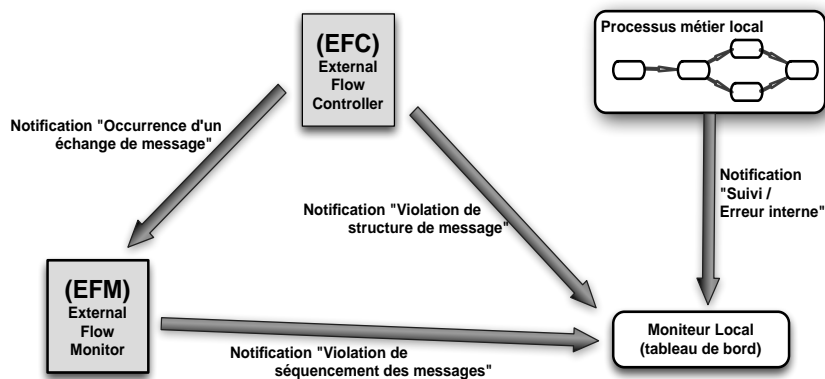 (EFC)
External
Flow
Controller
Processus métier local
Notification "Occurrence d'un
échange de message"
Notification
"Suivi /
Erreur interne"
Notification "Violation de
structure de message"
(EFM)
External
Flow
Monitor
Moniteur Local
(tableau de bord)
Notification "Violation de
séquencement des messages"